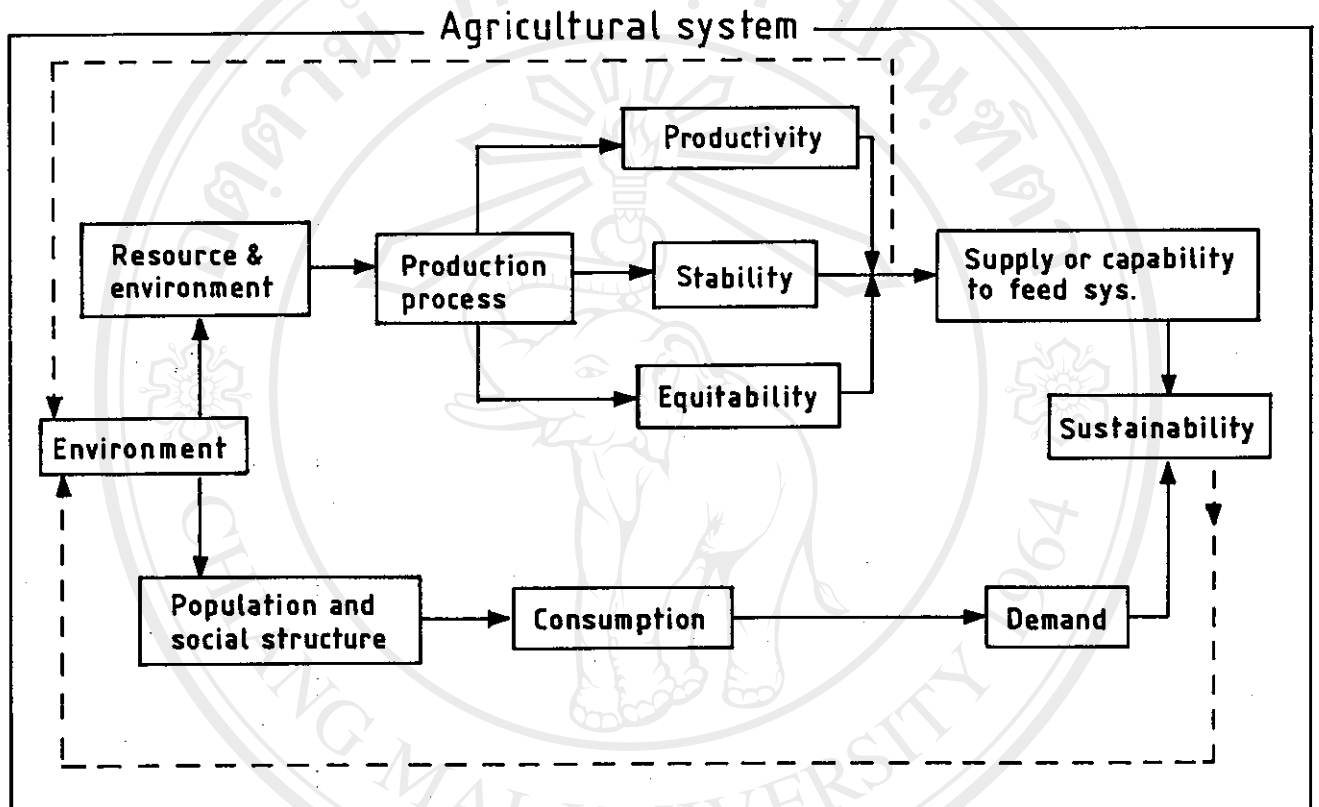 Agricultural system
Productivity
Resource &
environment
Production
process
Stability
Supply or capability
to feed sys.
Equitability
Environment
Sustainability
Population and
social structure
Consumption
Demand